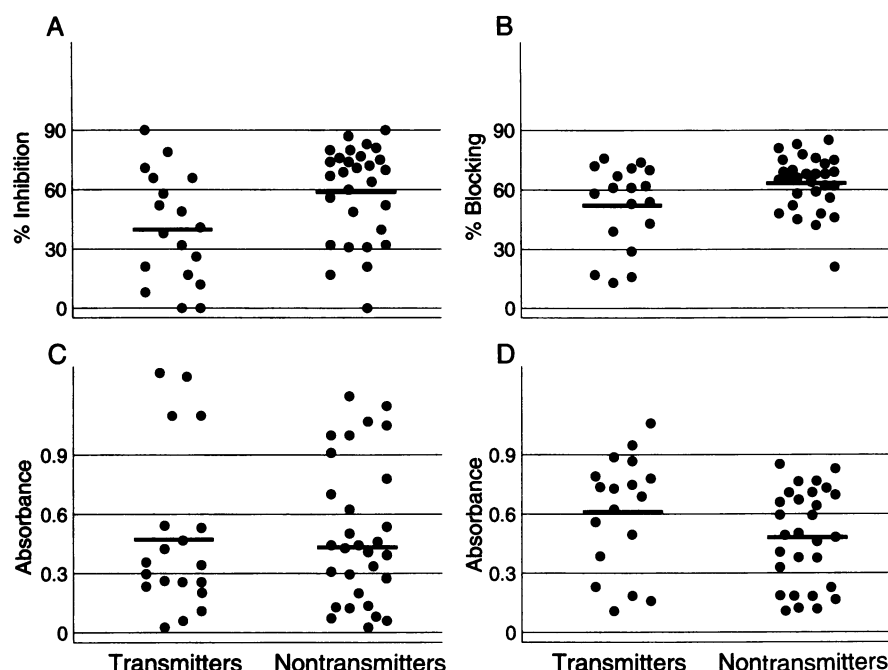 A
% Inhibition
90
60
30
0
B
% Blocking
90
60
30
0
C
Absorbance
0.9
0.6
0.3
0
Transmitters Nontransmitters
D
Absorbance
0.9
0.6
0.3
0
Transmitters Nontransmitters